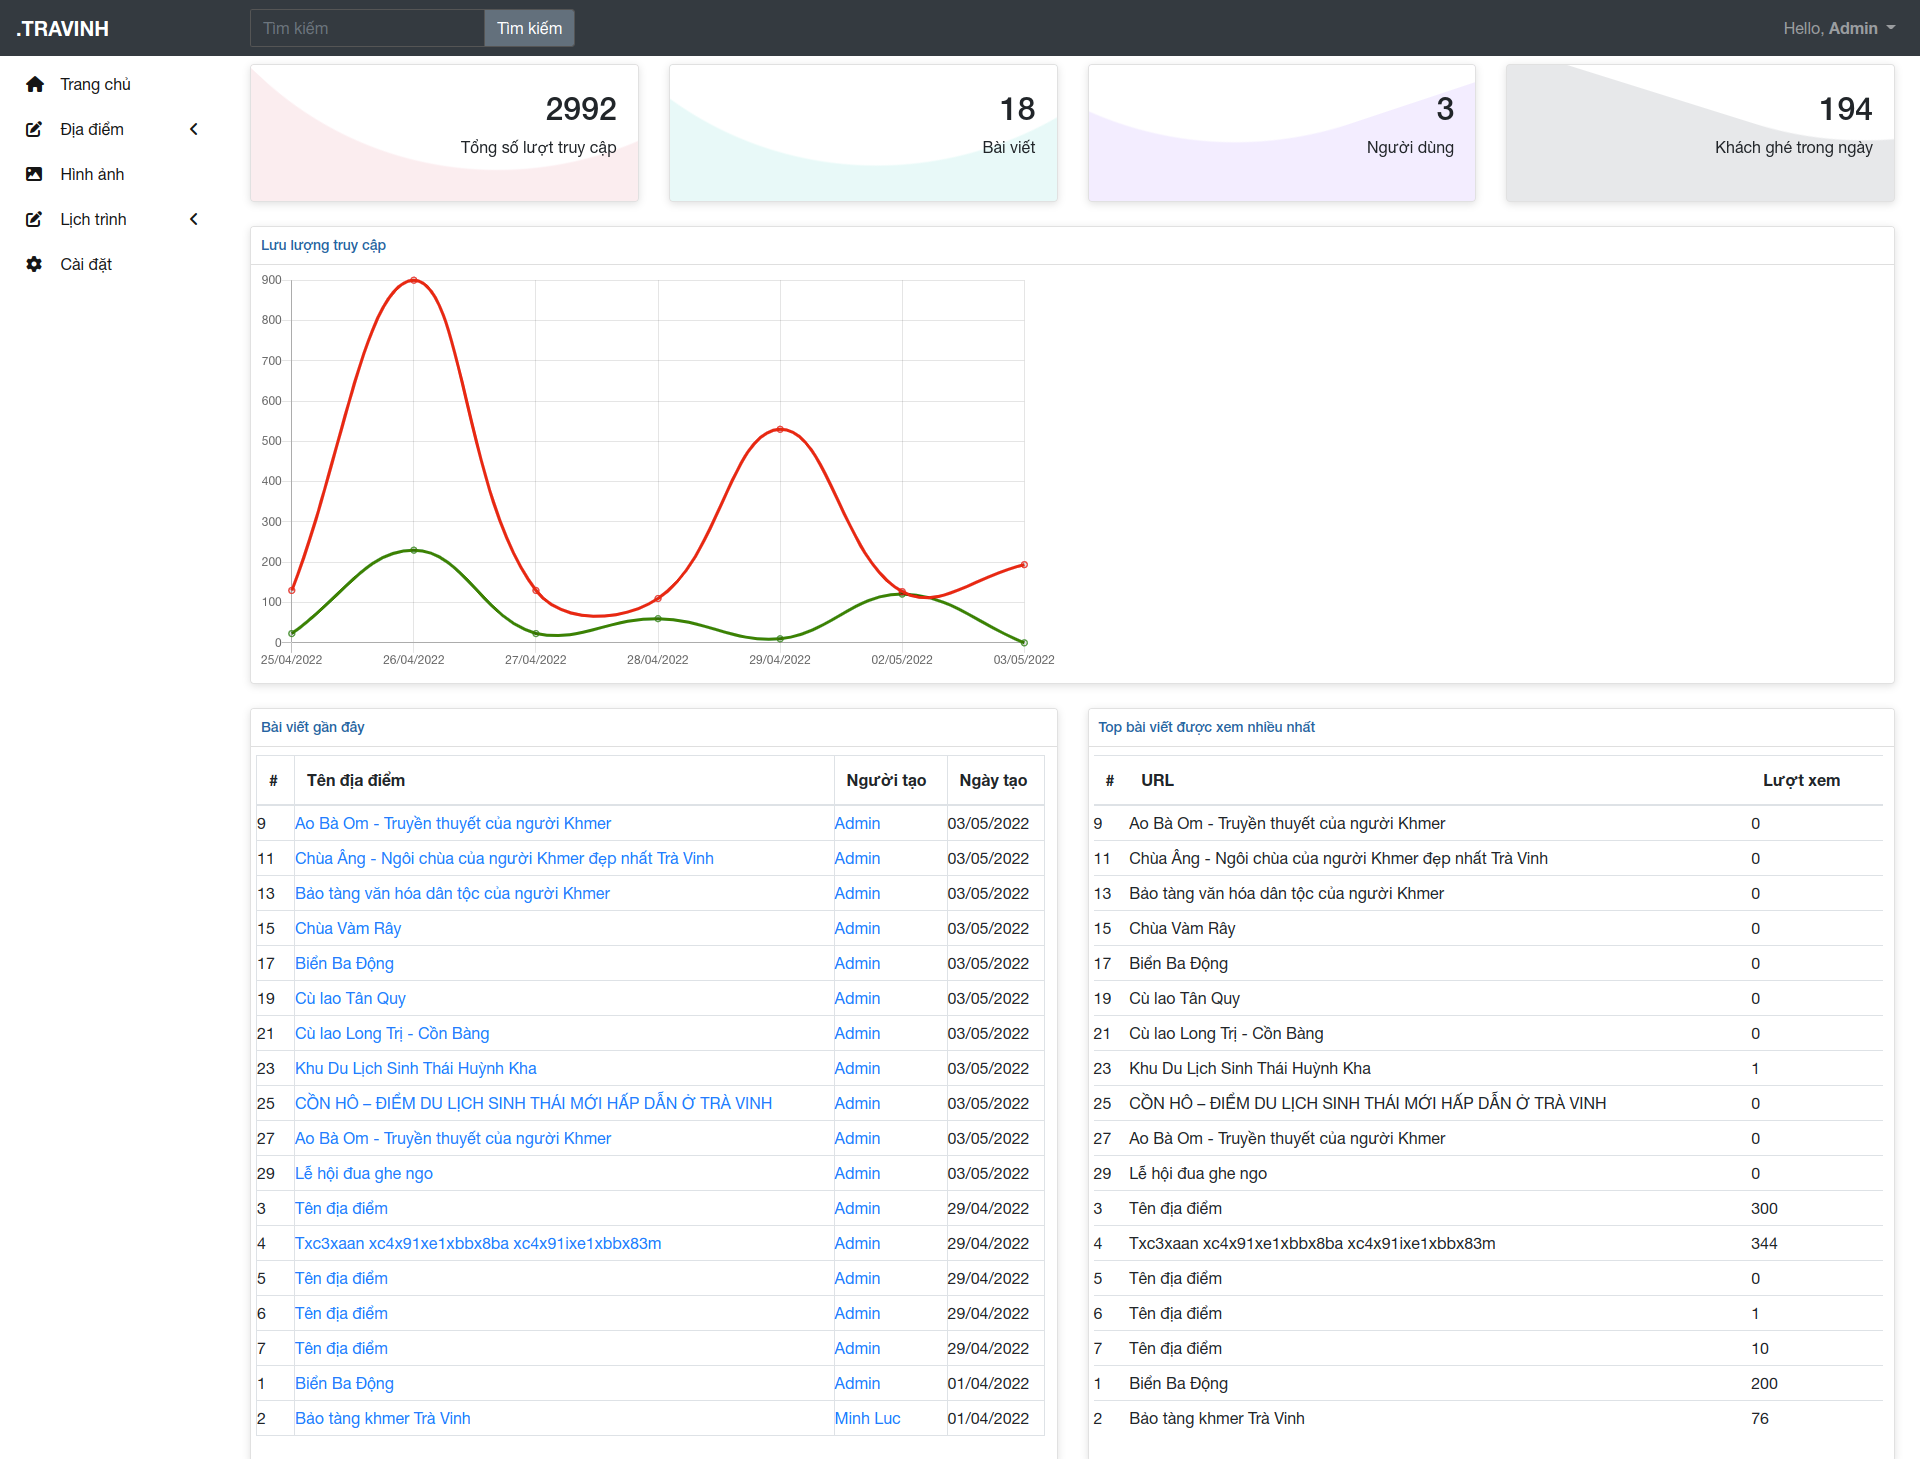 .TRAVINH
Tìm kiếm
Tìm kiếm
Hello, Admin
Trang chủ
Địa điểm
Hình ảnh
Lịch trình
Cài đặt
2992
Tổng số lượt truy cập
18
Bài viết
3
Người dùng
194
Khách ghé trong ngày
Lưu lượng truy cập
900
800
700
600
500
400
300
200
100
0
25/04/2022 26/04/2022 27/04/2022 28/04/2022 29/04/2022 02/05/2022 03/05/2022
Bài viết gần đây
# Tên địa điểm Người tạo Ngày tạo
9 Ao Bà Om - Truyền thuyết của người Khmer Admin 03/05/2022
11 Chùa Âng - Ngôi chùa của người Khmer đẹp nhất Trà Vinh Admin 03/05/2022
13 Bảo tàng văn hóa dân tộc của người Khmer Admin 03/05/2022
15 Chùa Vàm Rây Admin 03/05/2022
17 Biển Ba Động Admin 03/05/2022
19 Cù lao Tân Quy Admin 03/05/2022
21 Cù lao Long Trị - Cồn Bàng Admin 03/05/2022
23 Khu Du Lịch Sinh Thái Huỳnh Kha Admin 03/05/2022
25 CỒN HÔ – ĐIỂM DU LỊCH SINH THÁI MỚI HẤP DẪN Ở TRÀ VINH Admin 03/05/2022
27 Ao Bà Om - Truyền thuyết của người Khmer Admin 03/05/2022
29 Lễ hội đua ghe ngo Admin 03/05/2022
3 Tên địa điểm Admin 29/04/2022
4 Txc3xaan xc4x91xe1xbbx8ba xc4x91ixe1xbbx83m Admin 29/04/2022
5 Tên địa điểm Admin 29/04/2022
6 Tên địa điểm Admin 29/04/2022
7 Tên địa điểm Admin 29/04/2022
1 Biển Ba Động Admin 01/04/2022
2 Bảo tàng khmer Trà Vinh Minh Luc 01/04/2022
Top bài viết được xem nhiều nhất
# URL Lượt xem
9 Ao Bà Om - Truyền thuyết của người Khmer 0
11 Chùa Âng - Ngôi chùa của người Khmer đẹp nhất Trà Vinh 0
13 Bảo tàng văn hóa dân tộc của người Khmer 0
15 Chùa Vàm Rây 0
17 Biển Ba Động 0
19 Cù lao Tân Quy 0
21 Cù lao Long Trị - Cồn Bàng 0
23 Khu Du Lịch Sinh Thái Huỳnh Kha 1
25 CỒN HÔ – ĐIỂM DU LỊCH SINH THÁI MỚI HẤP DẪN Ở TRÀ VINH 0
27 Ao Bà Om - Truyền thuyết của người Khmer 0
29 Lễ hội đua ghe ngo 0
3 Tên địa điểm 300
4 Txc3xaan xc4x91xe1xbbx8ba xc4x91ixe1xbbx83m 344
5 Tên địa điểm 0
6 Tên địa điểm 1
7 Tên địa điểm 10
1 Biển Ba Động 200
2 Bảo tàng khmer Trà Vinh 76